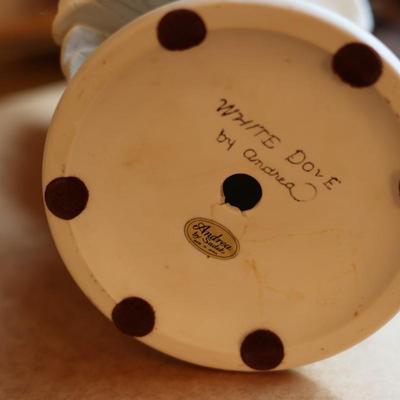 WHITE DOVE
by Andrea
Andrea
by Sadek